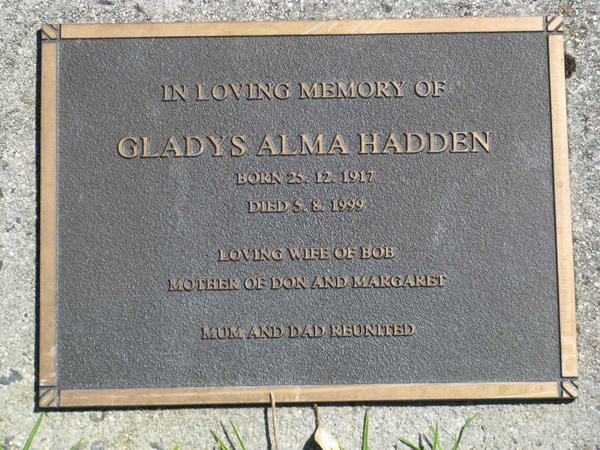 IN LOVING MEMORY OF
GLADYS ALMA HADDEN
BORN 25. 12. 1917
DIED 5. 8. 1999
LOVING WIFE OF BOB
MOTHER OF DON AND MARGARET
MUM AND DAD REUNITED